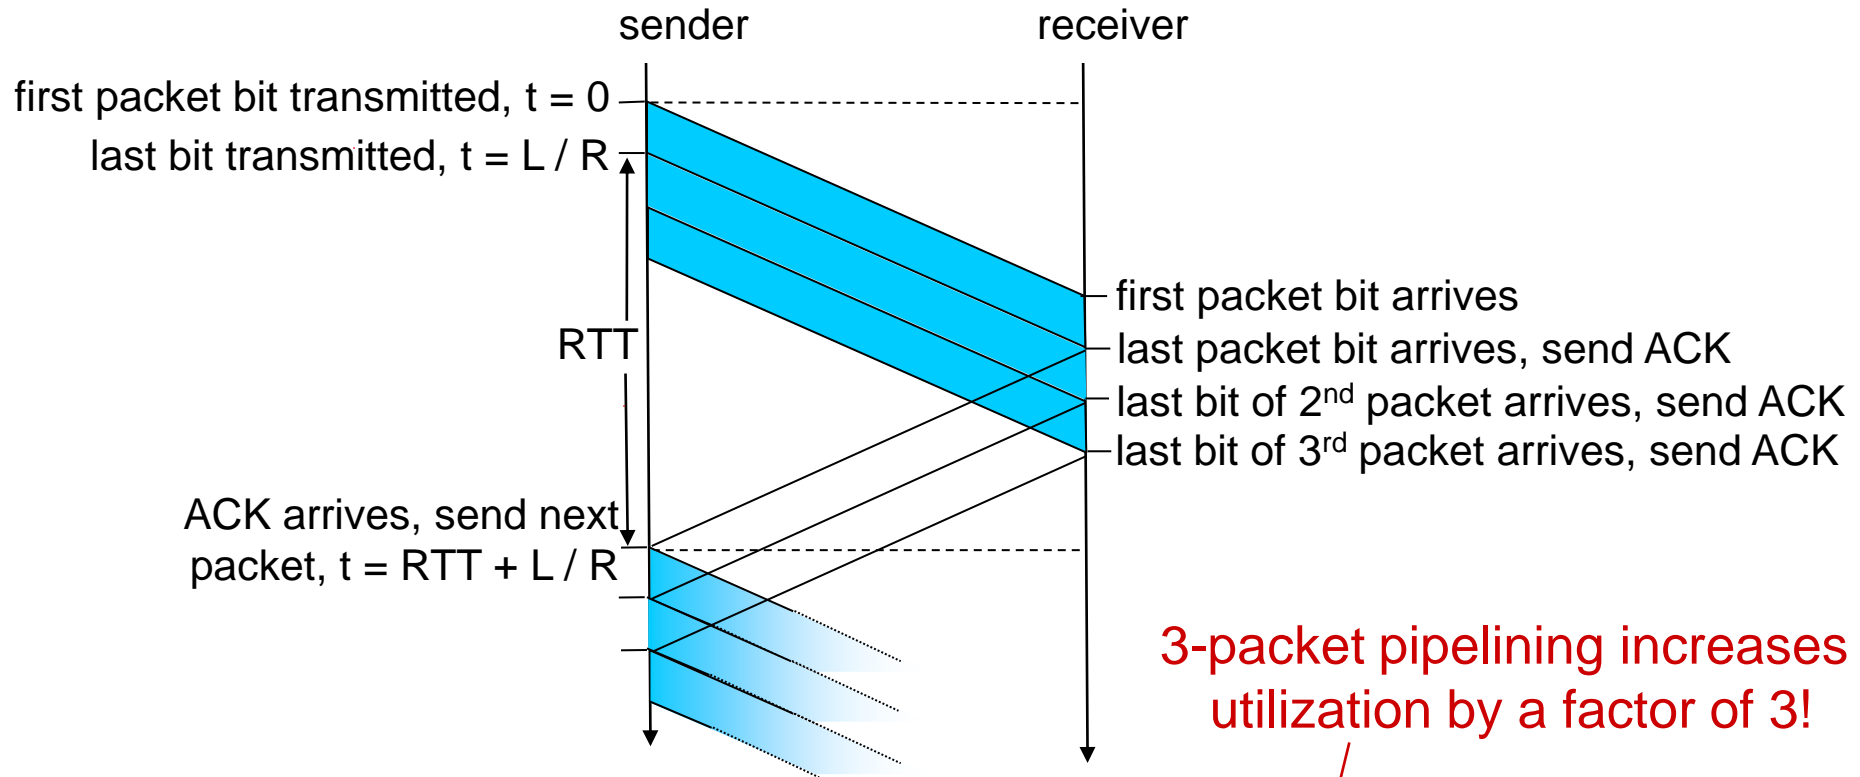 sender
receiver
first packet bit transmitted, t = 0
last bit transmitted, t = L / R
first packet bit arrives
RTT
last packet bit arrives, send ACK
last bit of 2nd packet arrives, send ACK
last bit of 3rd packet arrives, send ACK
ACK arrives, send next
packet, t = RTT + L / R
3-packet pipelining increases
utilization by a factor of 3!